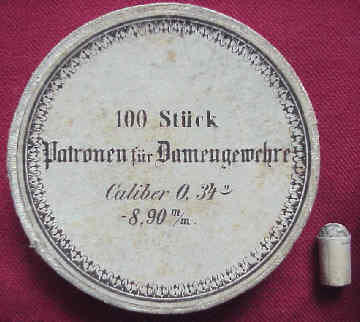 100 Stück
Patronen für Damengewehre
Caliber 0,34"
-8,90 m/m.